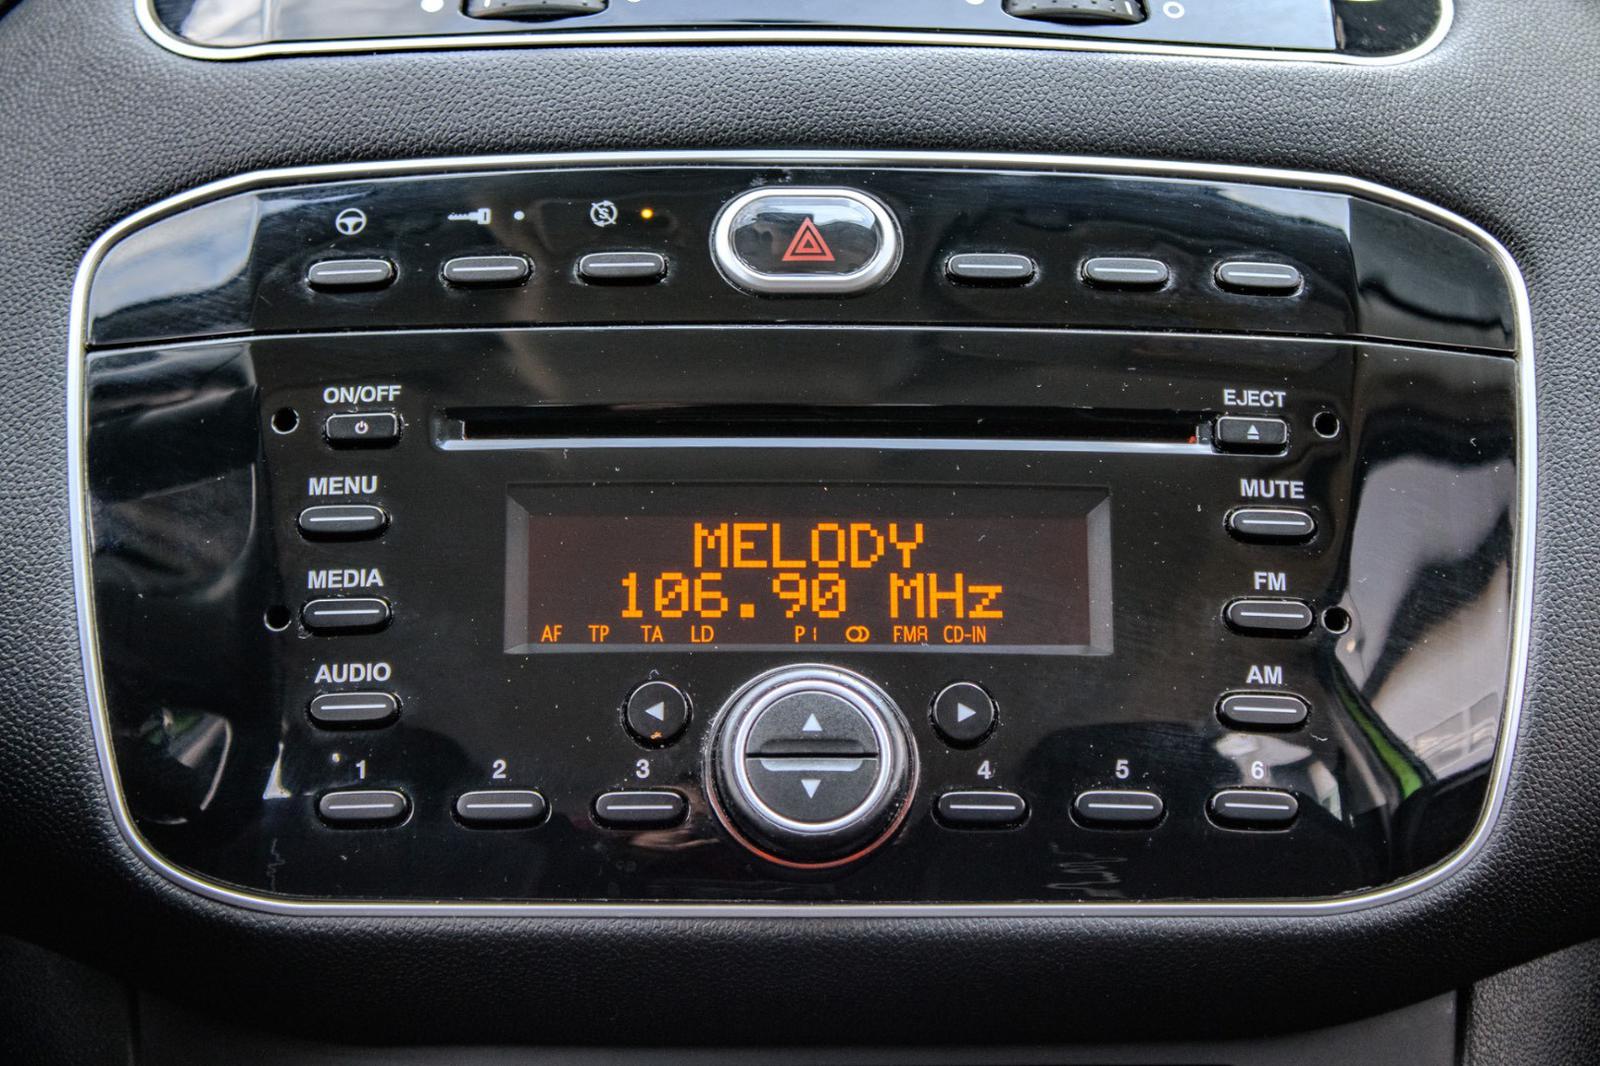 ON/OFF
EJECT
MENU
MUTE
MELODY
106.90 MHz
MEDIA
FM
AF TP TA LD P1 FMA CD-IN
AUDIO
AM
1 2 3 4 5 6